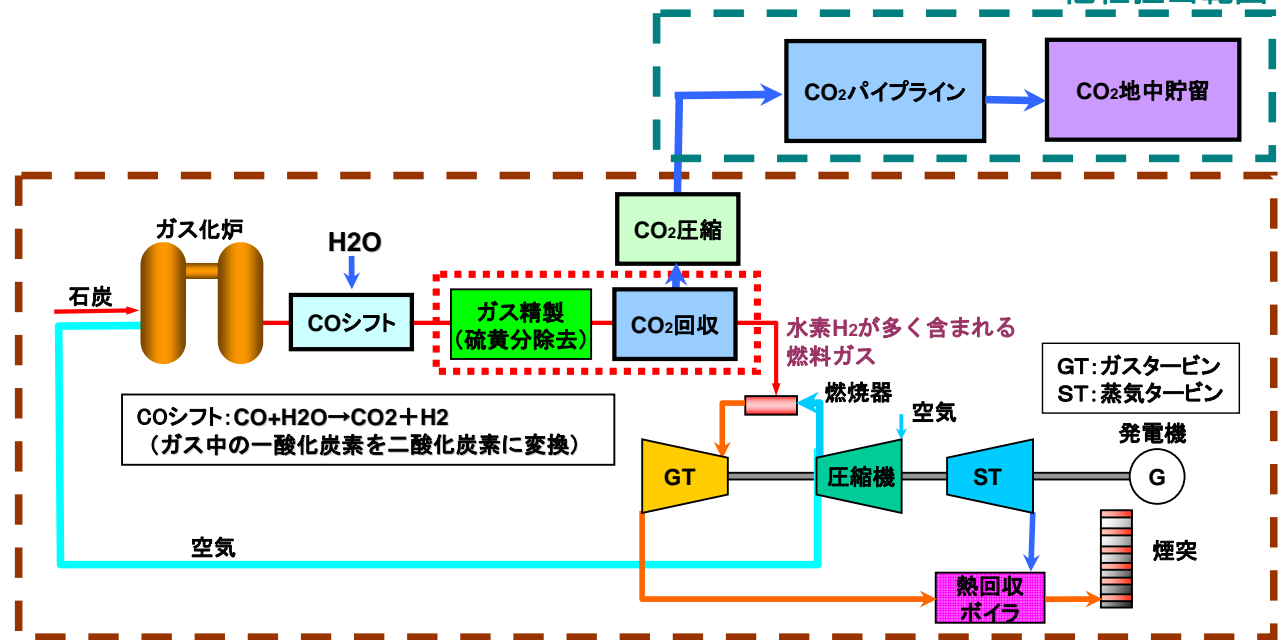 CO2パイプライン
CO2地中貯留
ガス化炉
H2O
CO2圧縮
石炭
COシフト
ガス精製
(硫黄分除去)
CO2回収
水素H2が多く含まれる
燃料ガス
GT:ガスタービン
ST:蒸気タービン
燃焼器
空気
COシフト:CO+H2O→CO2+H2
(ガス中の一酸化炭素を二酸化炭素に変換)
発電機
GT
圧縮機
ST
G
空気
煙突
熱回収
ボイラ